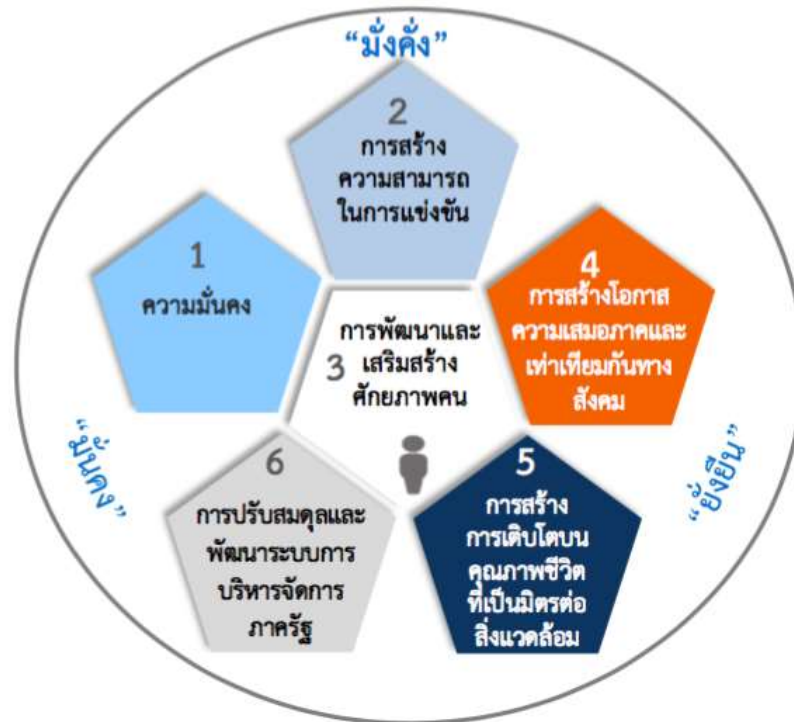 “มั่งคั่ง”
2
การสร้าง
ความสามารถ
ในการแข่งขัน
1
ความมั่นคง
4
การสร้างโอกาส
ความเสมอภาคและ
เท่าเทียมกันทาง
สังคม
การพัฒนาและ
3 เสริมสร้าง
ศักยภาพคน
“มั่นคง”
“ยั่งยืน”
6
การปรับสมดุลและ
พัฒนาระบบการ
บริหารจัดการ
ภาครัฐ
5
การสร้าง
การเติบโตบน
คุณภาพชีวิต
ที่เป็นมิตรต่อ
สิ่งแวดล้อม